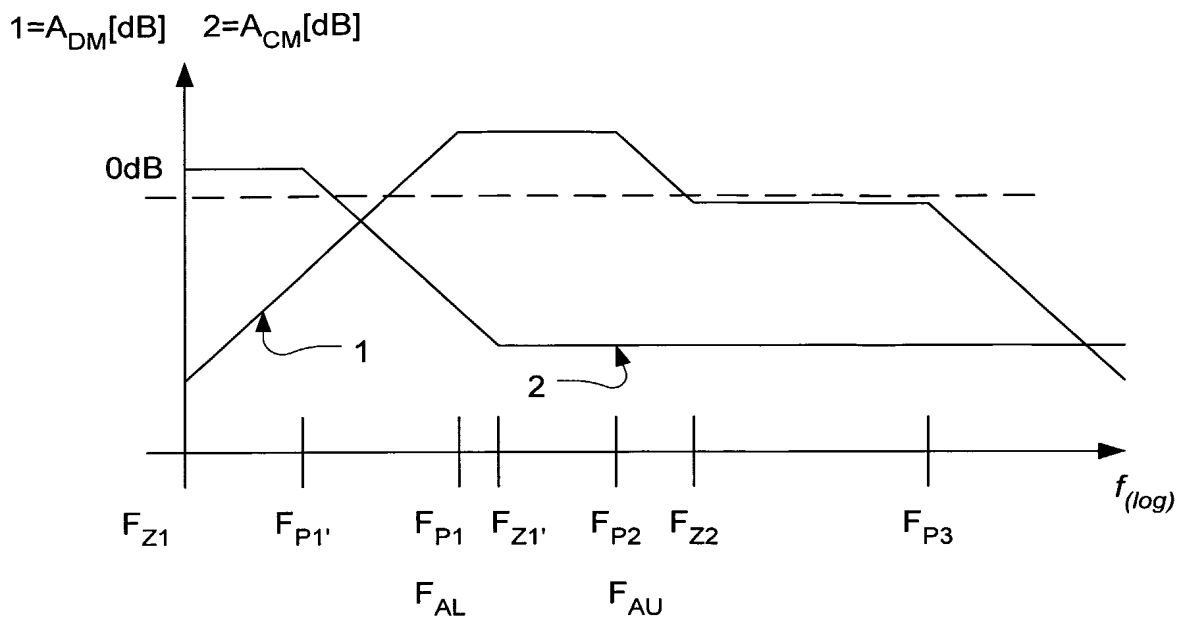 1=A_DM[dB] 2=A_CM[dB]
0dB
1
2
f_(log)
F_Z1 F_P1' F_P1 F_Z1' F_P2 F_Z2 F_P3
F_AL F_AU